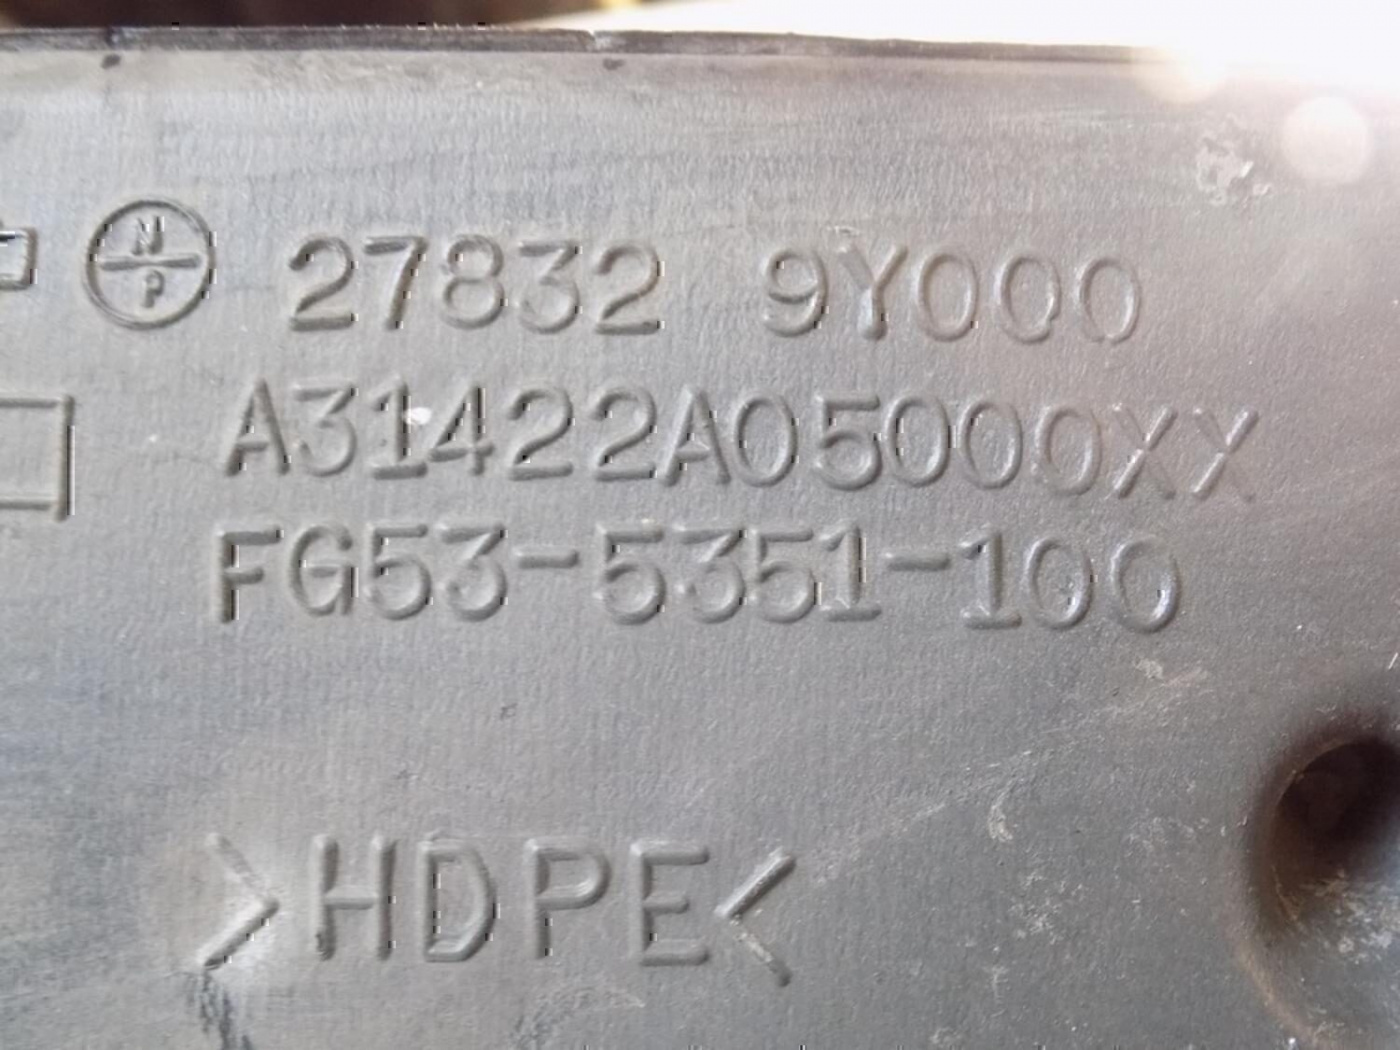 N
P
27832 9Y000
A31422A05000XX
FG53-5351-100
>HDPE<